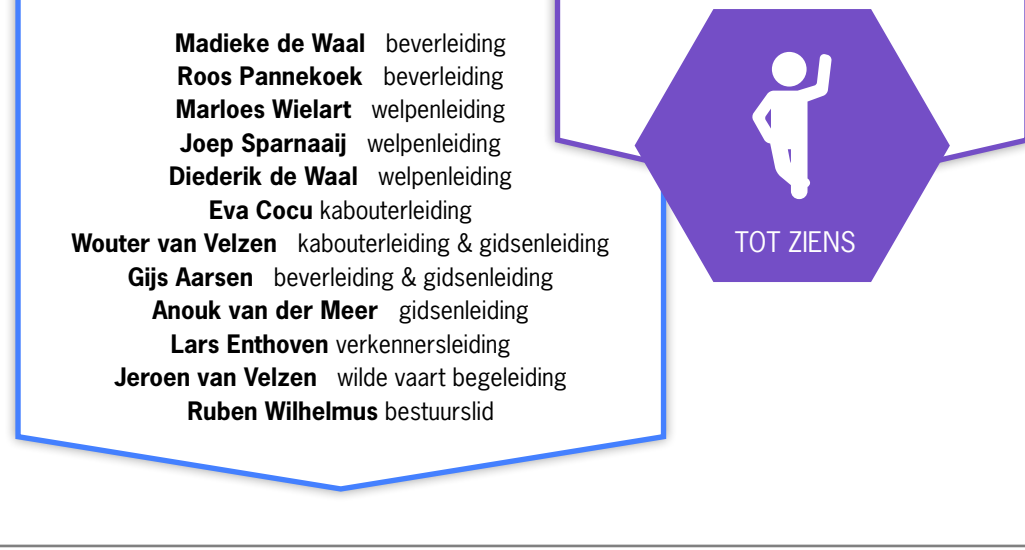 Madieke de Waal beverleiding
Roos Pannekoek beverleiding
Marloes Wielart welpenleiding
Joep Sparnaaij welpenleiding
Diederik de Waal welpenleiding
Eva Cocu kabouterleiding
Wouter van Velzen kabouterleiding & gidsenleiding
Gijs Aarsen beverleiding & gidsenleiding
Anouk van der Meer gidsenleiding
Lars Enthoven verkennersleiding
Jeroen van Velzen wilde vaart begeleiding
Ruben Wilhelmus bestuurslid
TOT ZIENS